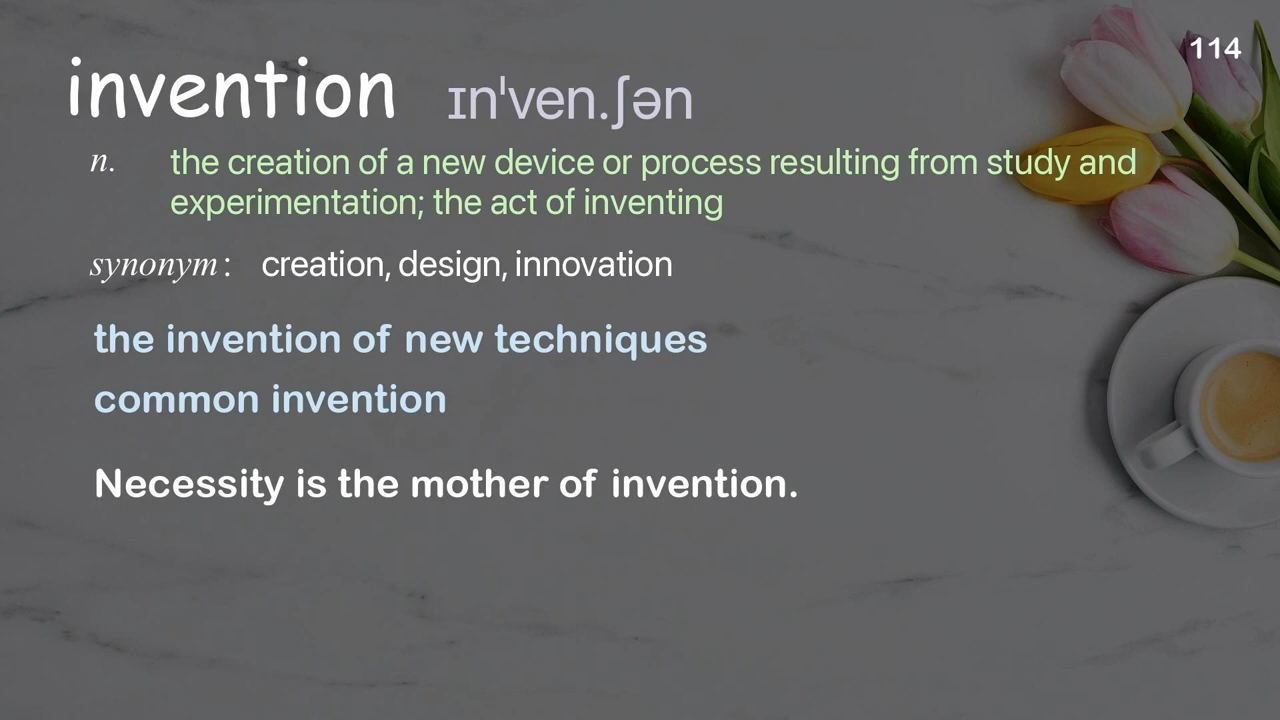 114
invention ɪnˈven.ʃən
n. the creation of a new device or process resulting from study and
experimentation; the act of inventing
synonym: creation, design, innovation
the invention of new techniques
common invention
Necessity is the mother of invention.